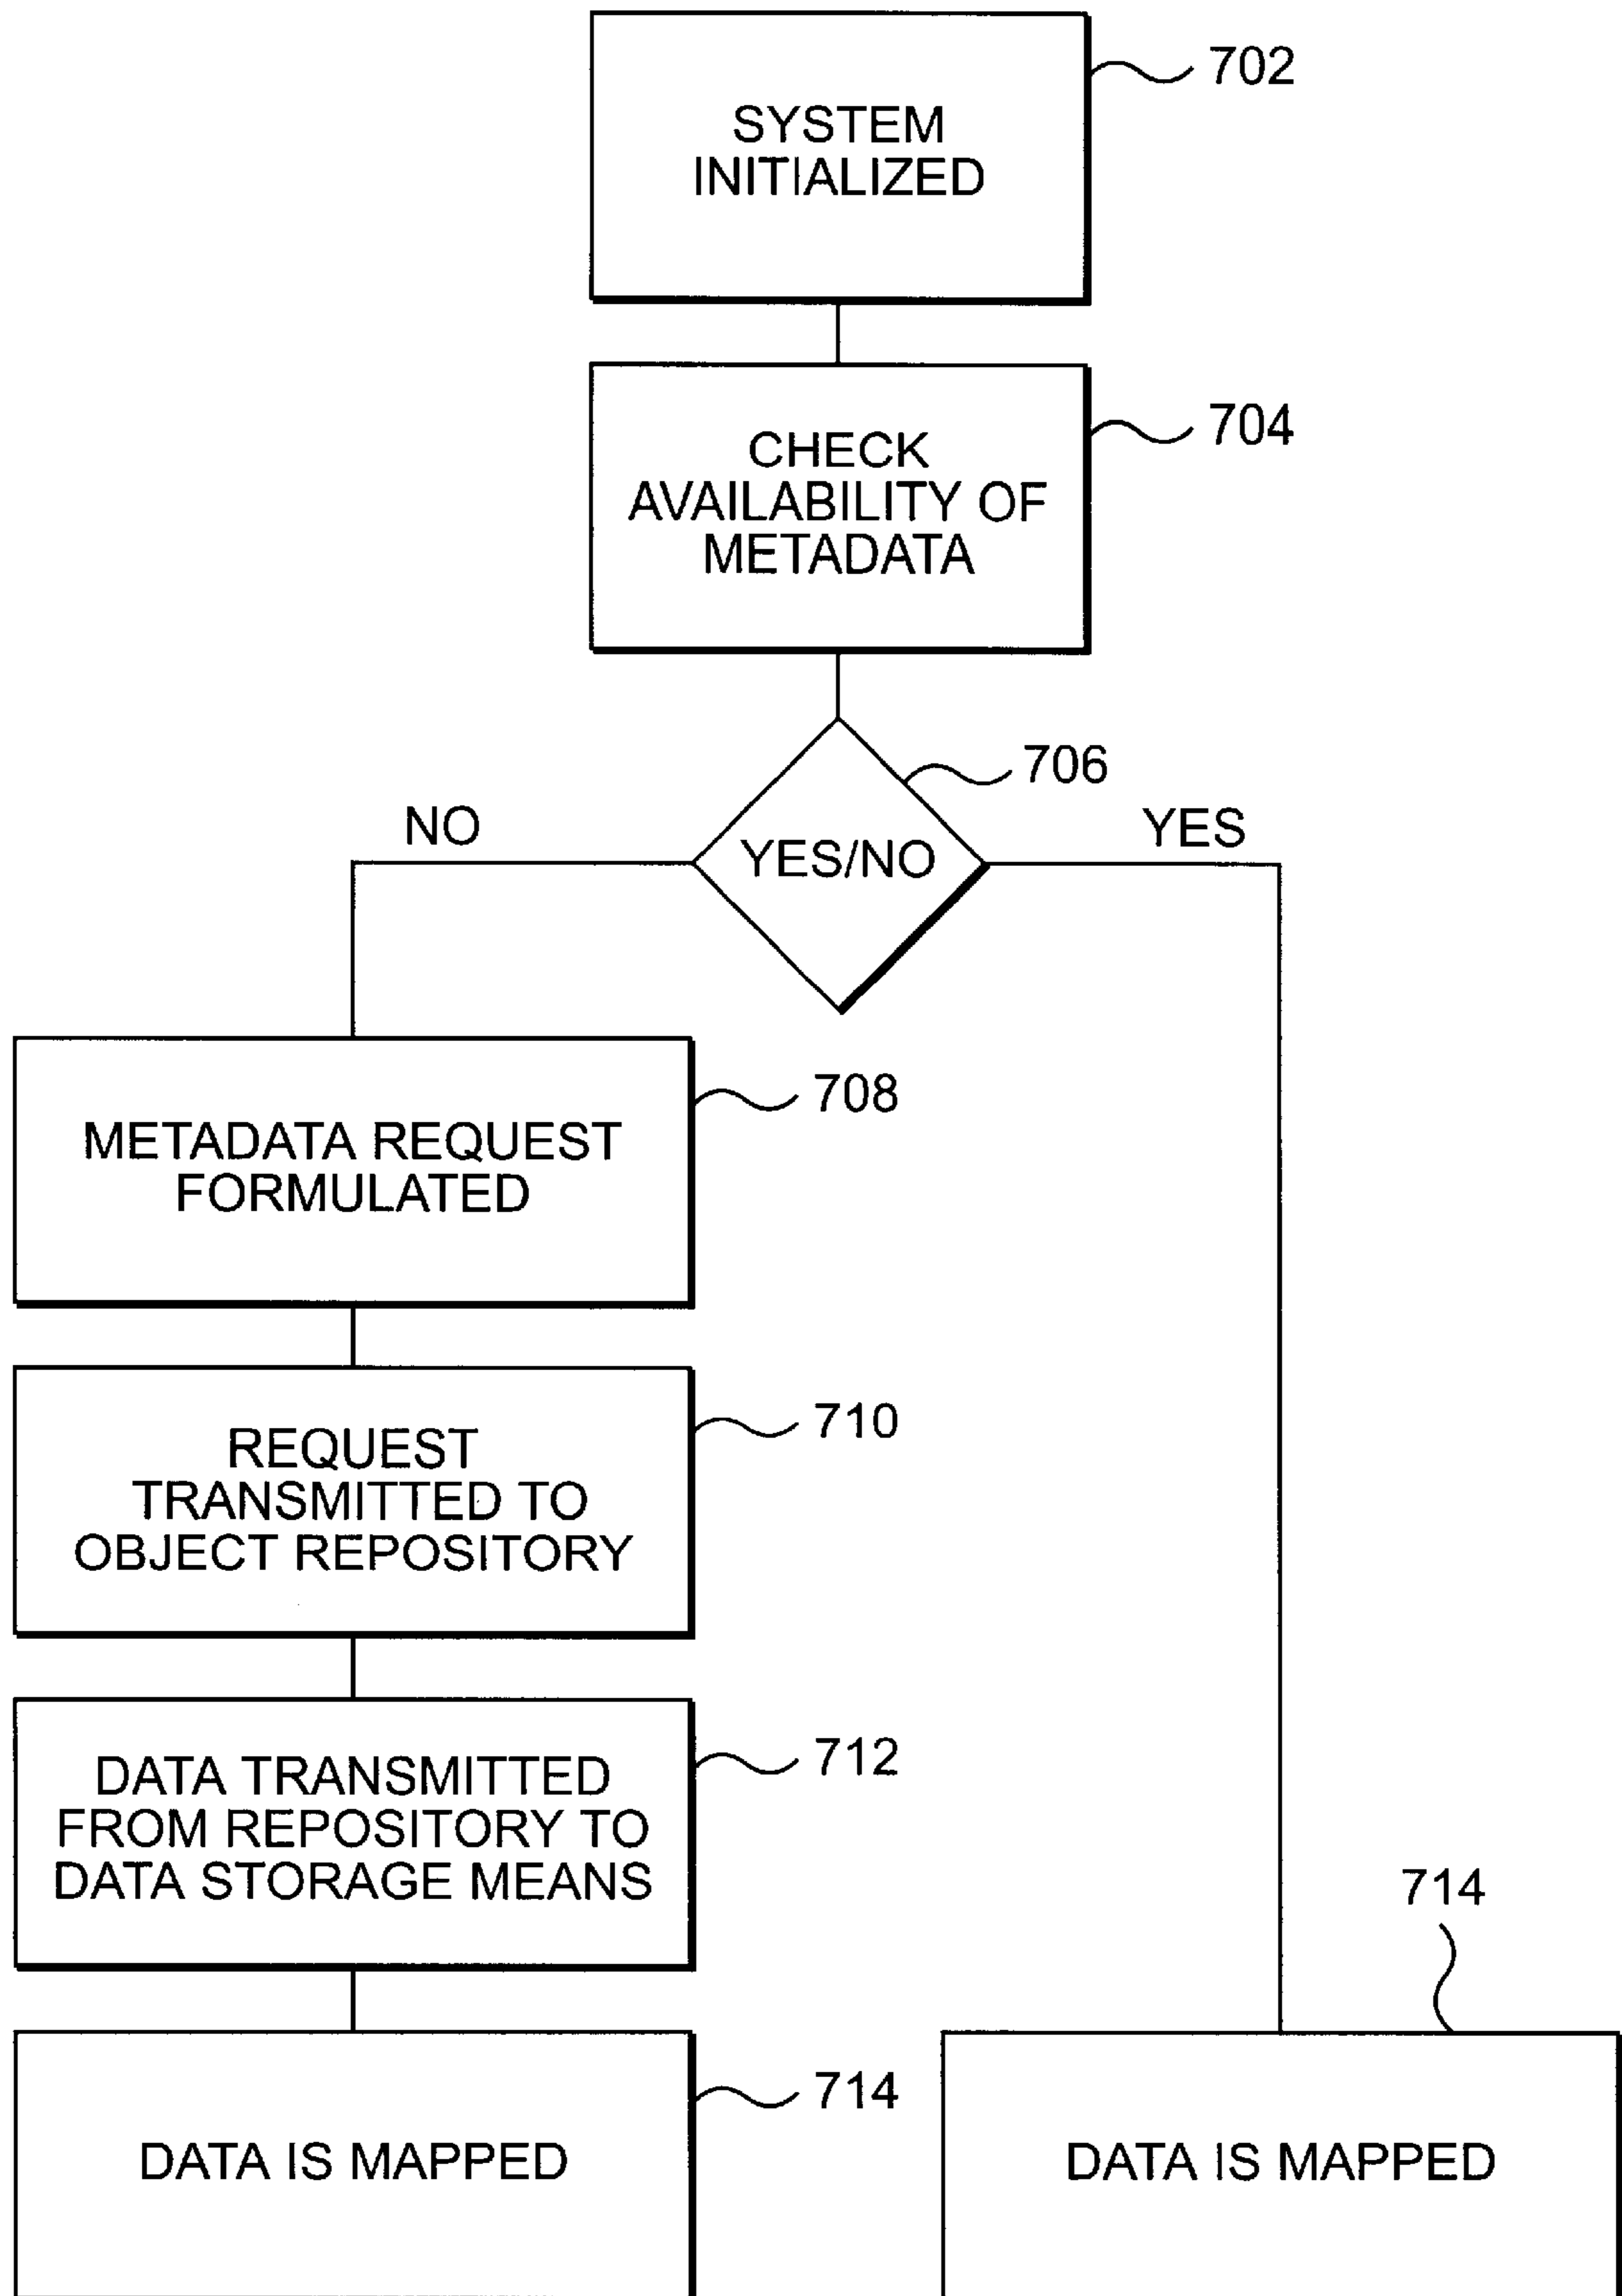 702
SYSTEM
INITIALIZED
704
CHECK
AVAILABILITY OF
METADATA
706
NO
YES/NO
YES
708
METADATA REQUEST
FORMULATED
710
REQUEST
TRANSMITTED TO
OBJECT REPOSITORY
712
DATA TRANSMITTED
FROM REPOSITORY TO
DATA STORAGE MEANS
714
714
DATA IS MAPPED
DATA IS MAPPED